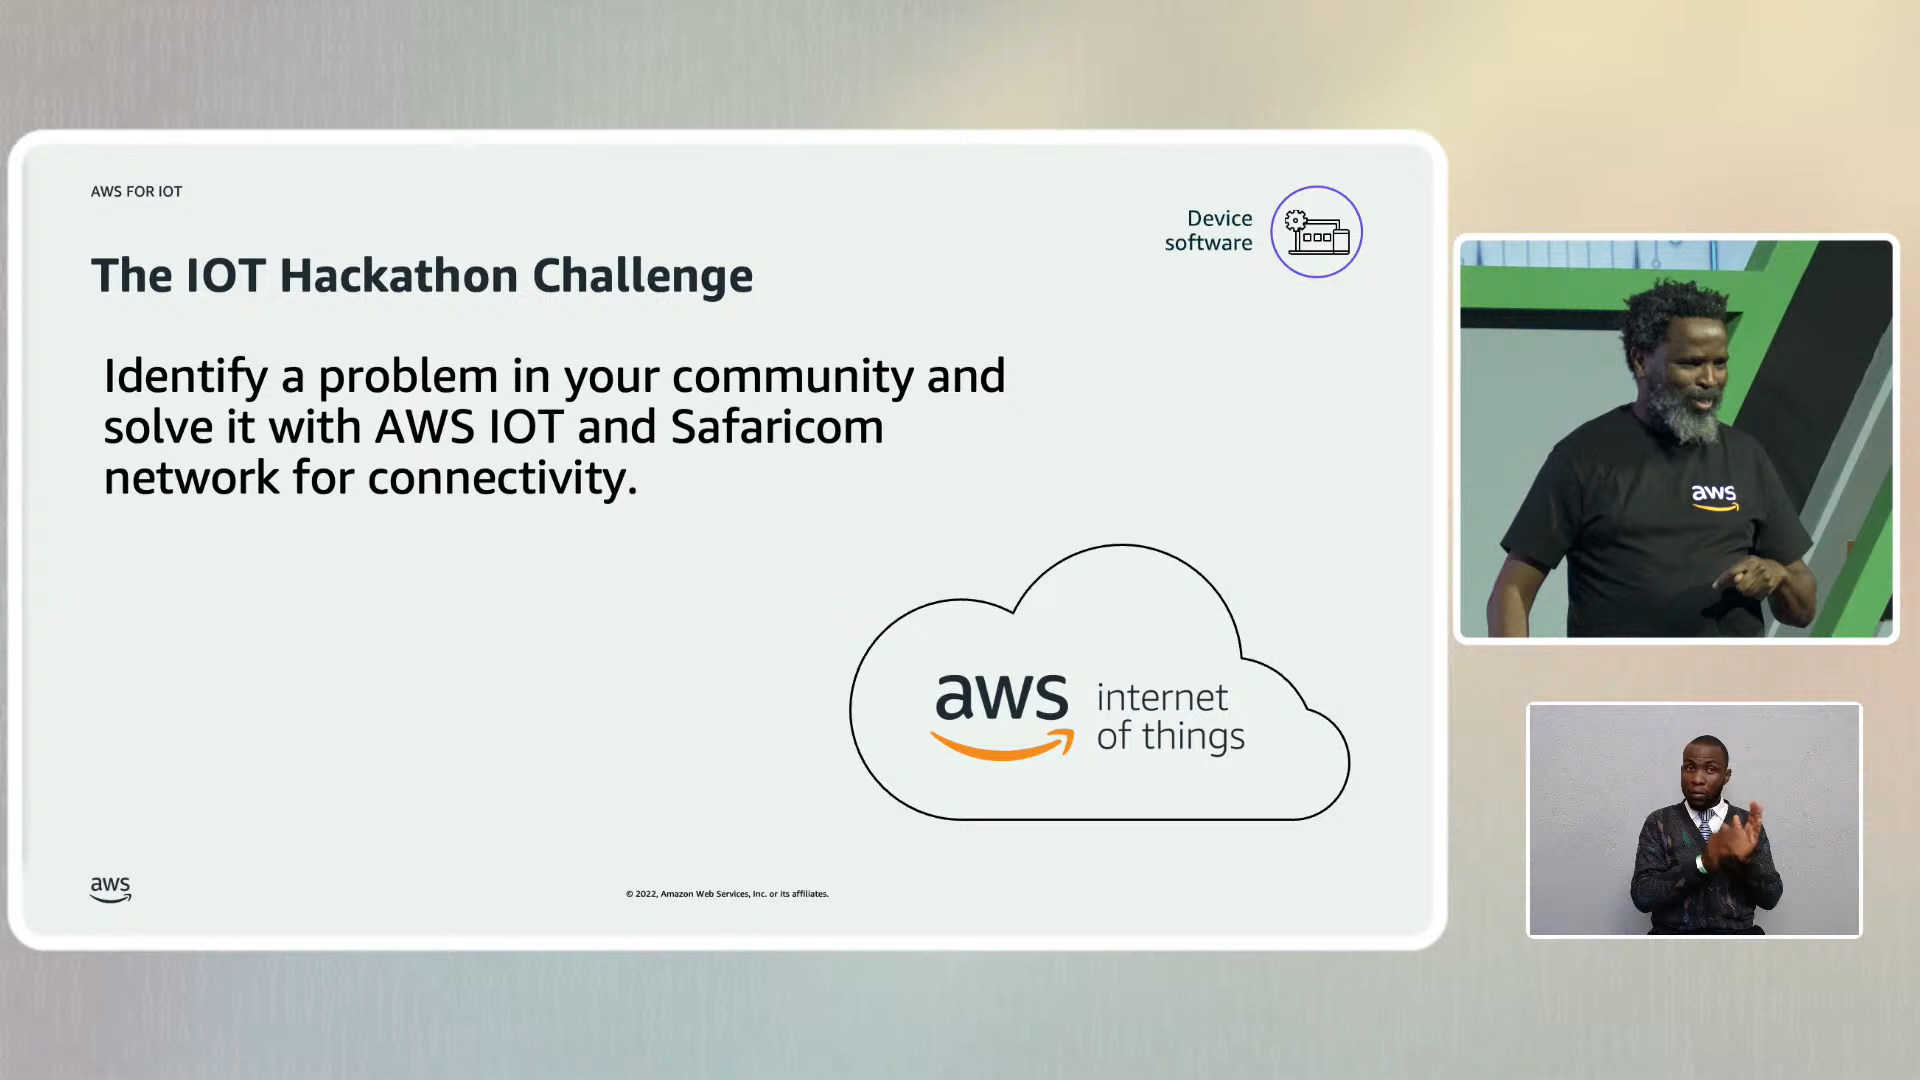 AWS FOR IOT
Device
software
The IOT Hackathon Challenge
Identify a problem in your community and
solve it with AWS IOT and Safaricom
network for connectivity.
aws
internet
of things
aws
© 2022, Amazon Web Services, Inc. or its affiliates.
aws